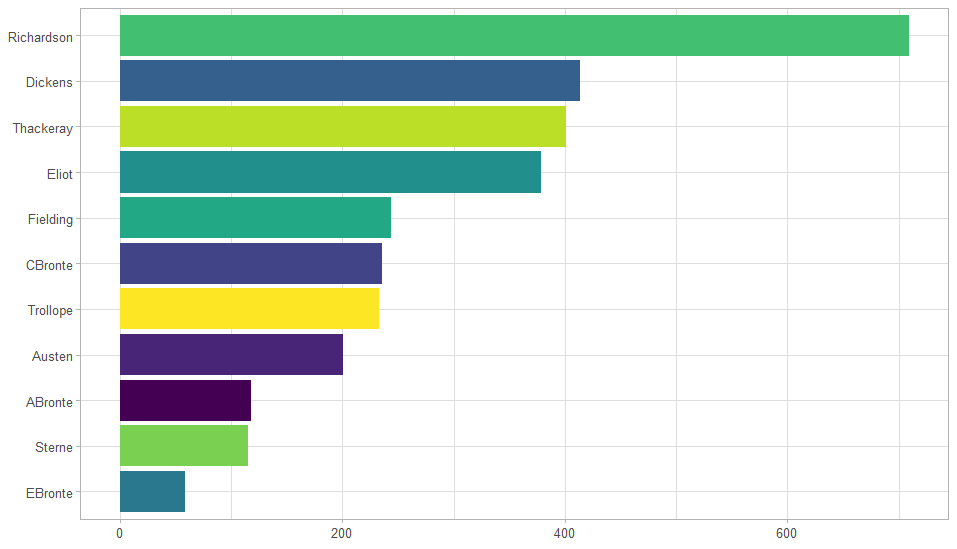 Richardson
Dickens
Thackeray
Eliot
Fielding
CBronte
Trollope
Austen
ABronte
Sterne
EBronte
0 200 400 600